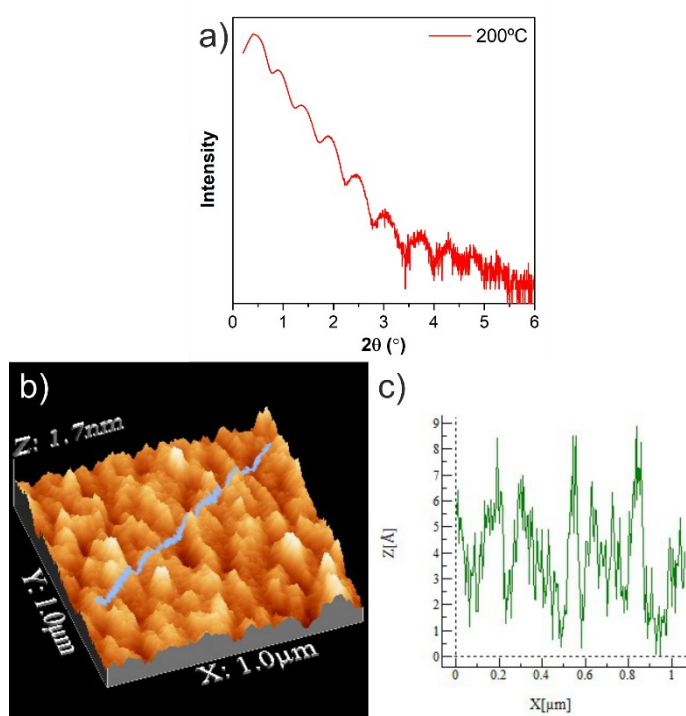 a)
200ºC
Intensity
0 1 2 3 4 5 6
2θ (°)
b)
Z: 1.7nm
Y: 1.0µm
X: 1.0µm
c)
9
8
7
6
5
4
3
2
1
0
Z[Å]
0 0.2 0.4 0.6 0.8 1
X[µm]